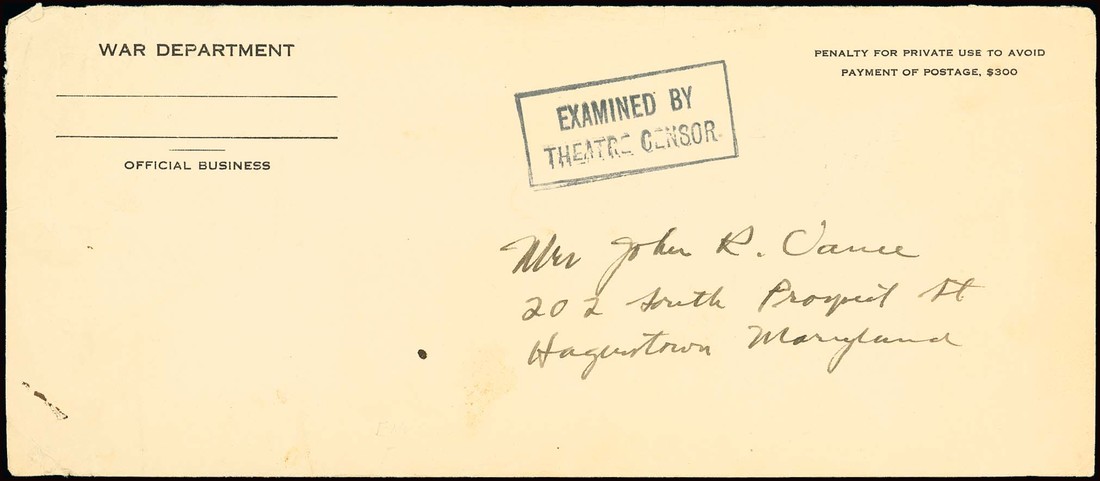 WAR DEPARTMENT
OFFICIAL BUSINESS
PENALTY FOR PRIVATE USE TO AVOID
PAYMENT OF POSTAGE, $300
EXAMINED BY
THEATRE CENSOR
Mrs John R. Vance
202 South Prospect St
Hagerstown Maryland